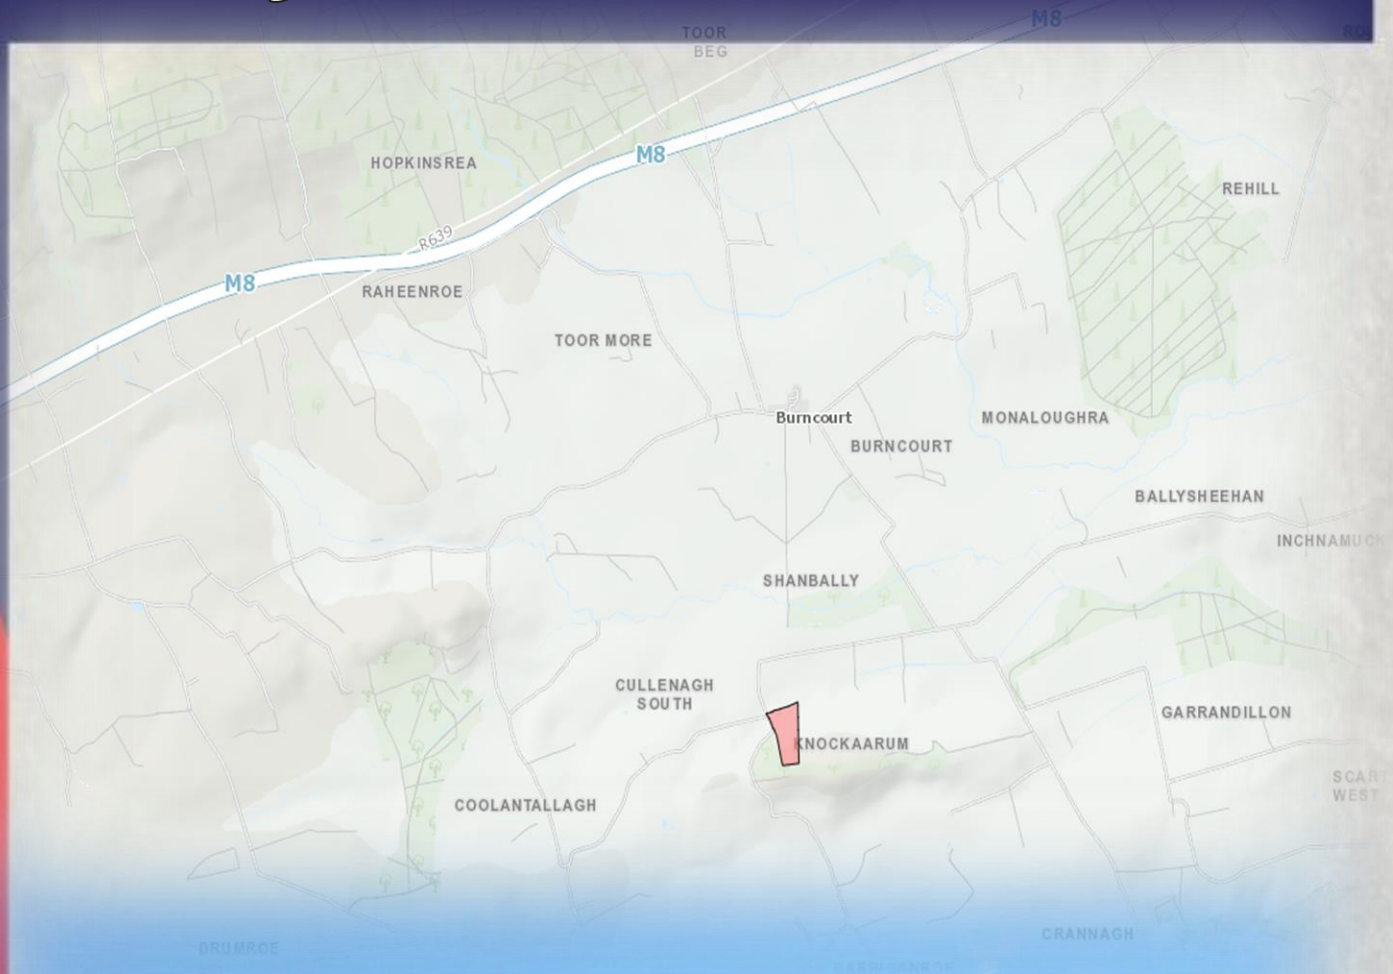 M8
TOOR
BEG
M8
HOPKINSREA
REHILL
R639
M8
RAHEENROE
TOOR MORE
Burncourt
MONALOUGHRA
BURNCOURT
BALLYSHEEHAN
INCHNAMUCK
SHANBALLY
CULLENAGH
SOUTH
GARRANDILLON
KNOCKAARUM
SCART
WEST
COOLANTALLAGH
CRANNAGH
DRUMROE